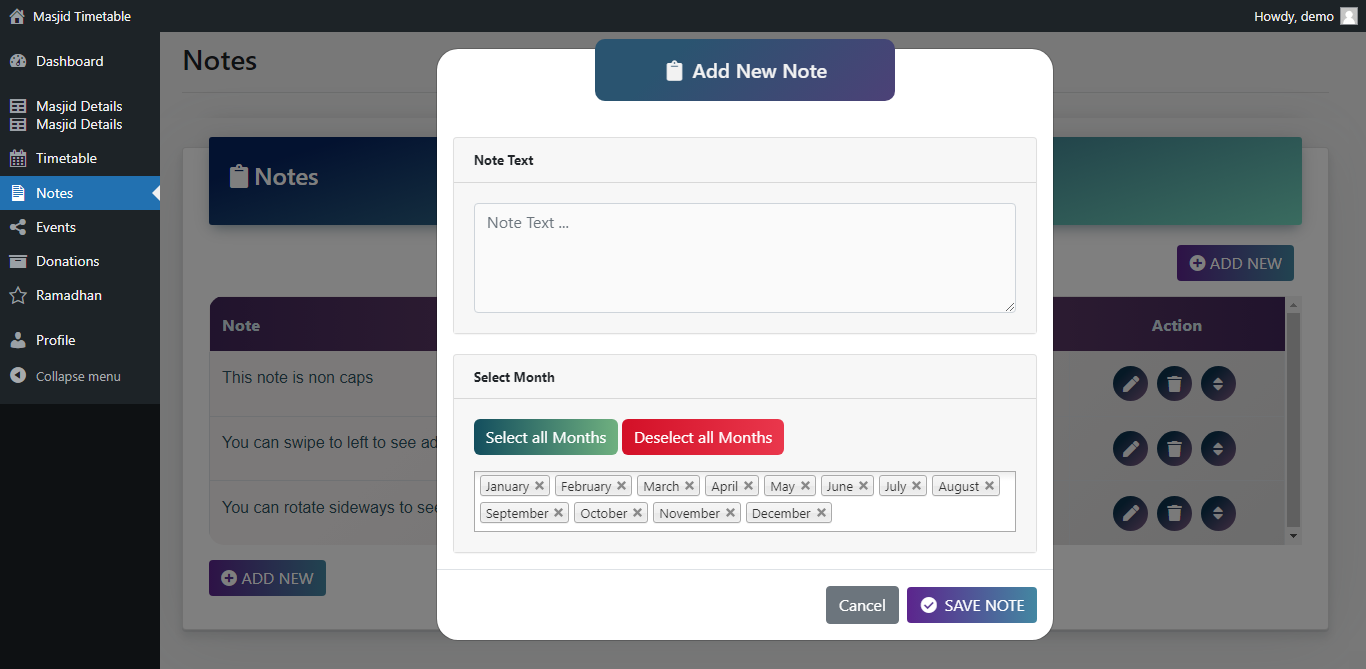 Masjid Timetable
Howdy, demo
Dashboard
Masjid Details
Masjid Details
Timetable
Notes
Events
Donations
Ramadhan
Profile
Collapse menu
Notes
Notes
ADD NEW
Note
Action
This note is non caps
You can swipe to left to see ad
You can rotate sideways to see
ADD NEW
Add New Note
Note Text
Note Text ...
Select Month
Select all Months Deselect all Months
January × February × March × April × May × June × July × August ×
September × October × November × December ×
Cancel SAVE NOTE